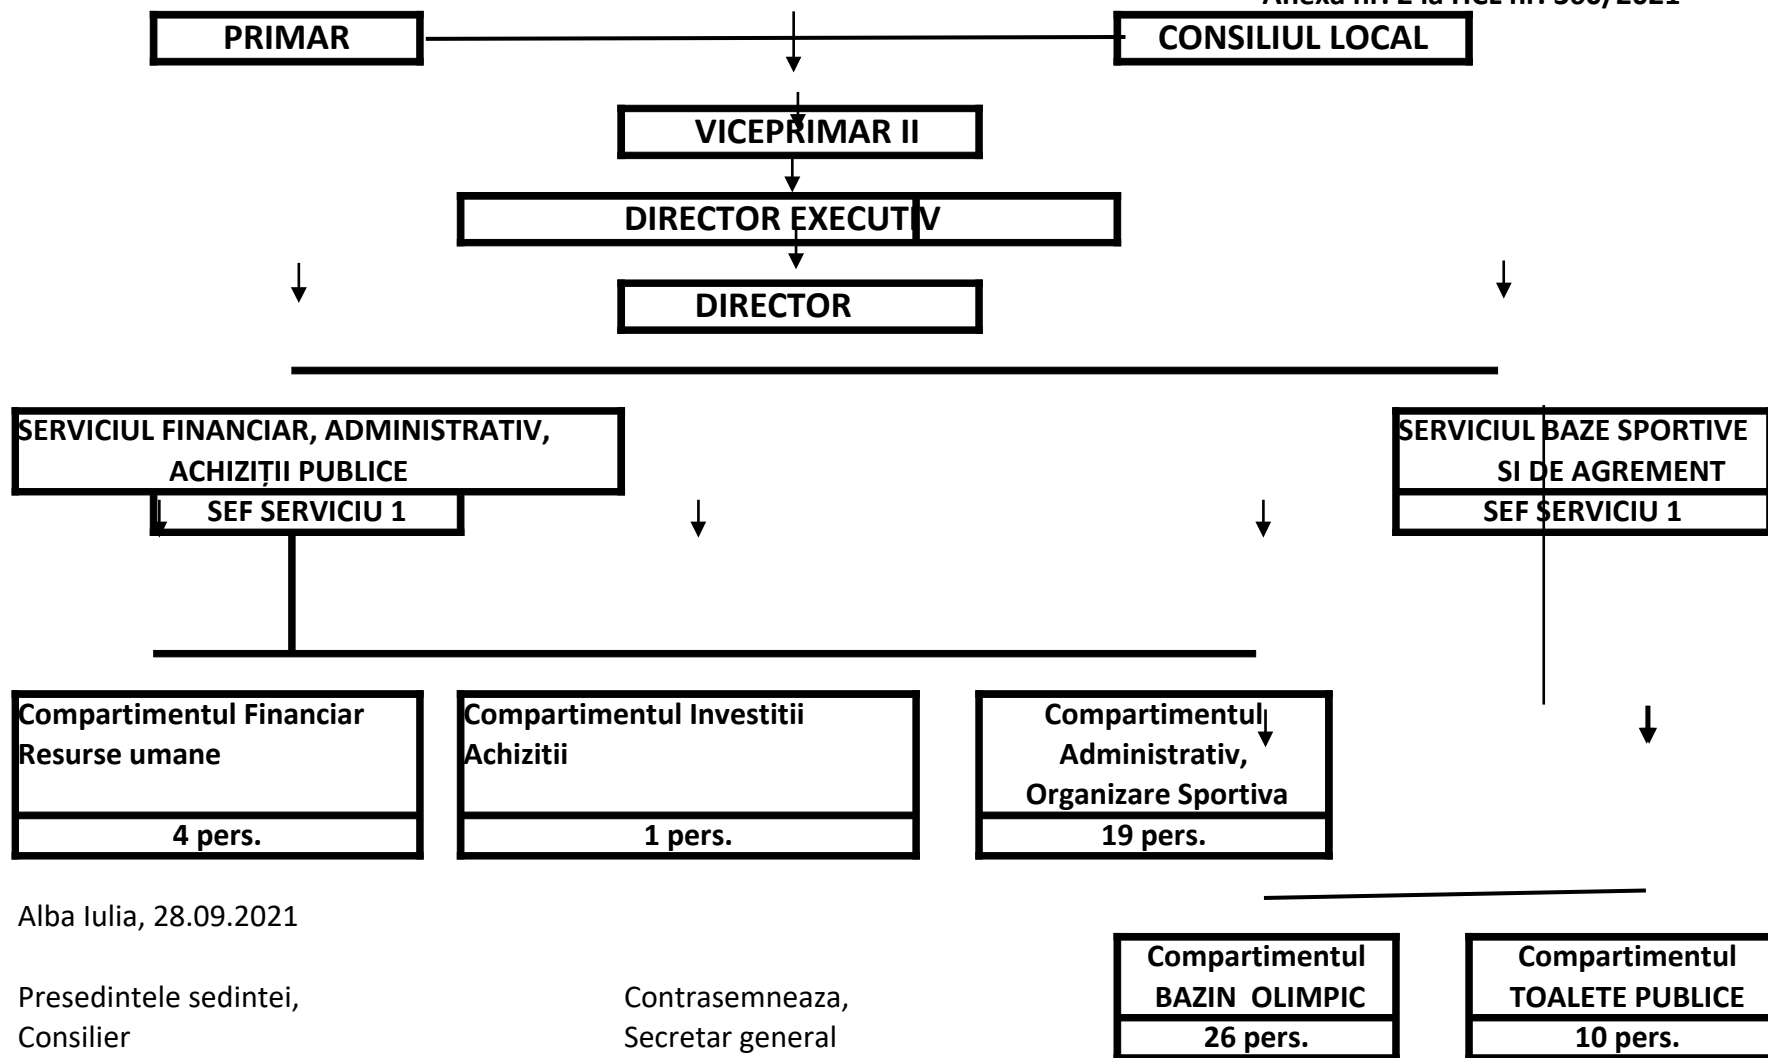 PRIMAR
CONSILIUL LOCAL
VICEPRIMAR II
DIRECTOR EXECUTIV
DIRECTOR
SERVICIUL FINANCIAR, ADMINISTRATIV,
ACHIZIȚII PUBLICE
SEF SERVICIU 1
SERVICIUL BAZE SPORTIVE
SI DE AGREMENT
SEF SERVICIU 1
Compartimentul Financiar
Resurse umane
4 pers.
Compartimentul Investitii
Achizitii
1 pers.
Compartimentul
Administrativ,
Organizare Sportiva
19 pers.
Alba Iulia, 28.09.2021
Presedintele sedintei,
Consilier
Contrasemneaza,
Secretar general
Compartimentul
BAZIN OLIMPIC
26 pers.
Compartimentul
TOALETE PUBLICE
10 pers.